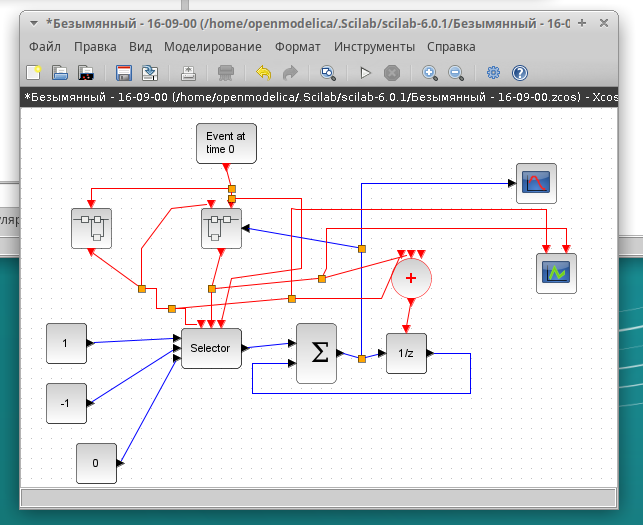 *Безымянный - 16-09-00 (/home/openmodelica/.Scilab/scilab-6.0.1/Безымянный - 16-0
Файл Правка Вид Моделирование Формат Инструменты Справка
*Безымянный - 16-09-00 (/home/openmodelica/.Scilab/scilab-6.0.1/Безымянный - 16-09-00.zcos) - Xcos
Event at
time 0
уляр
+
1
Selector
Σ
1/z
-1
0